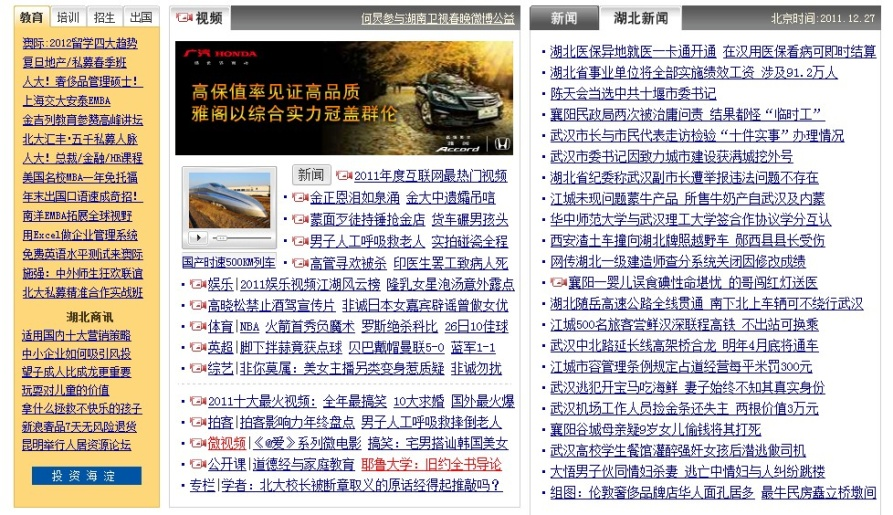 教育 培训 招生 出国
澳际:2012留学四大趋势
复旦地产/私募春季班
人大！奢侈品管理硕士！
上海交大安泰EMBA
金吉列教育参赞高峰讲坛
北大汇丰·五千私募人脉
人大！总裁/金融/HR课程
美国名校MBA一年免托福
年末出国口语速成奇招！
南洋EMBA拓展全球视野
用Excel做企业管理系统
免费英语水平测试来澳际
施强：中外师生狂欢联谊
北大私募精准合作实战班
湖北商讯
适用国内十大营销策略
中小企业如何吸引风投
望子成人比成龙更重要
玩耍对儿童的价值
拿什么拯救不快乐的孩子
新浪奢品7天无风险退货
昆明举行人居资源论坛
投资海淀
视频 何炅参与湖南卫视春晚微博公益
广汽HONDA
高保值率见证高品质
雅阁以综合实力冠盖群伦
Accord
HONDA
国产时速500KM列车
新闻 2011年度互联网最热门视频
金正恩泪如泉涌 金大中遗孀吊唁
蒙面歹徒持锤抢金店 货车碾男孩头
男子人工呼吸救老人 实拍碰瓷全程
高管寻欢被杀 印医生罢工致病人死
娱乐|2011娱乐视频江湖风云榜 隆乳女星泡汤意外露点
高晓松禁止酒驾宣传片 非诚日本女嘉宾辟谣曾做女优
体育|NBA 火箭首秀负魔术 罗斯绝杀科比 26日10佳球
英超|脚下拌蒜竟获点球 贝巴戴帽曼联5-0 蓝军1-1
综艺|非你莫属：美女主播另类变身惹质疑 非诚勿扰
2011十大最火视频：全年最搞笑 10大求婚 国外最火爆
拍客|拍客影响力年终盘点 男子人工呼吸救摔倒老人
微视频|《@爱》系列微电影 搞笑：宅男搭讪韩国美女
公开课|道德经与家庭教育 耶鲁大学：旧约全书导论
专栏|学者：北大校长被断章取义的原话经得起推敲吗？
新闻 湖北新闻 北京时间:2011.12.27
湖北医保异地就医一卡通开通 在汉用医保看病可即时结算
湖北省事业单位将全部实施绩效工资 涉及91.2万人
陈天会当选中共十堰市委书记
襄阳民政局两次被治庸问责 结果都怪“临时工”
武汉市长与市民代表走访检验“十件实事”办理情况
武汉市委书记因致力城市建设获满城挖外号
湖北省纪委称武汉副市长遭举报违法问题不存在
江城未现问题蒙牛产品 所售牛奶产自武汉及内蒙
华中师范大学与武汉理工大学签合作协议学分互认
西安渣土车撞向湖北牌照越野车 郧西县县长受伤
网传湖北一级建造师查分系统关闭因修改成绩
襄阳一婴儿误食碘性命堪忧 的哥闯红灯送医
湖北随岳高速公路全线贯通 南下北上车辆可不绕行武汉
江城500名旅客尝鲜汉深联程高铁 不出站可换乘
武汉中北路延长线高架桥合龙 明年4月底将通车
江城市容管理条例规定占道经营每平米罚300元
武汉逃犯开宝马吃海鲜 妻子始终不知其真实身份
武汉机场工作人员捡金条还失主 两根价值3万元
襄阳谷城母亲疑9岁女儿偷钱将其打死
武汉高校学生餐馆灌醉强奸女孩后潜逃做司机
大悟男子伙同情妇杀妻 逃亡中情妇与人纠纷跳楼
组图：伦敦奢侈品牌店华人面孔居多 最牛民房矗立桥墩间